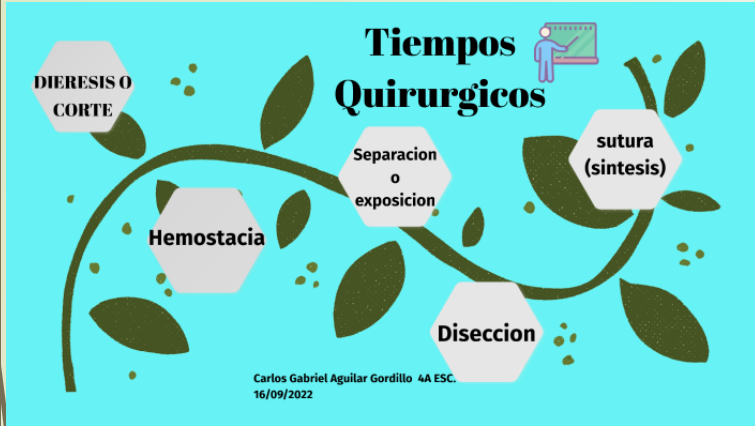 Tiempos
Quirurgicos
DIERESIS O
CORTE
Hemostacia
Separacion
o
exposicion
Diseccion
sutura
(sintesis)
Carlos Gabriel Aguilar Gordillo 4A ESC.
16/09/2022